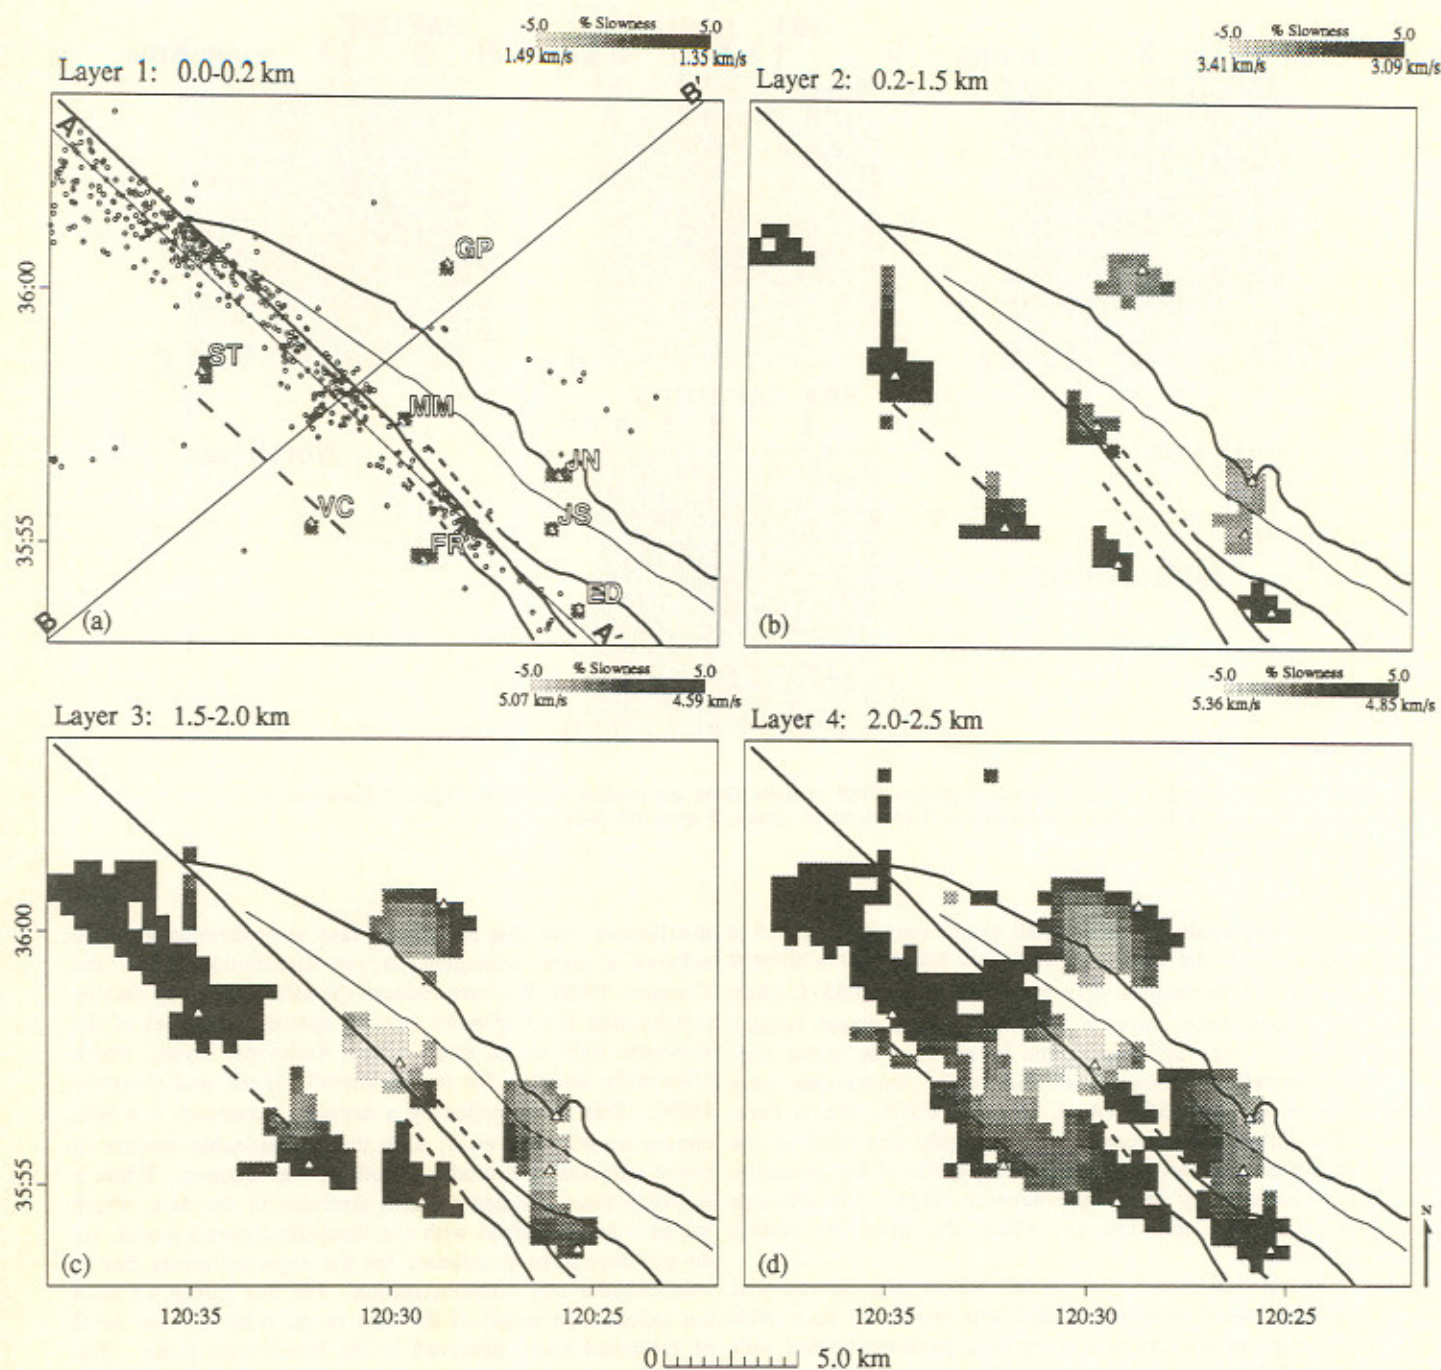 -5.0 % Slowness 5.0
1.49 km/s 1.35 km/s
Layer 1: 0.0-0.2 km
-5.0 % Slowness 5.0
3.41 km/s 3.09 km/s
Layer 2: 0.2-1.5 km
A
B'
GP
ST
MM
JN
VC
JS
FR
ED
B
(a)
A'
(b)
36:00
35:55
-5.0 % Slowness 5.0
5.07 km/s 4.59 km/s
Layer 3: 1.5-2.0 km
-5.0 % Slowness 5.0
5.36 km/s 4.85 km/s
Layer 4: 2.0-2.5 km
36:00
35:55
(c)
(d)
N
120:35 120:30 120:25
120:35 120:30 120:25
0 5.0 km